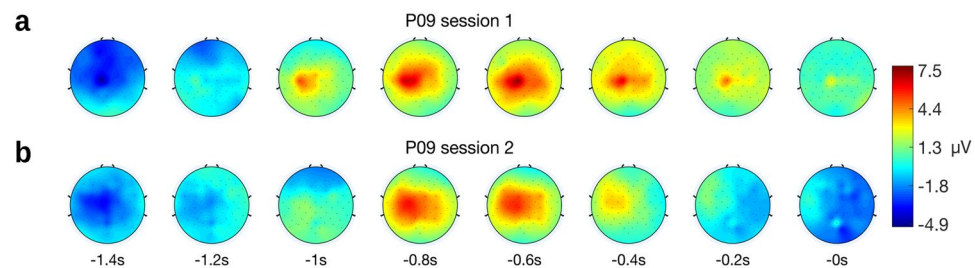 a
P09 session 1
7.5
4.4
1.3
-1.8
-4.9
µV
b
P09 session 2
-1.4s
-1.2s
-1s
-0.8s
-0.6s
-0.4s
-0.2s
-0s